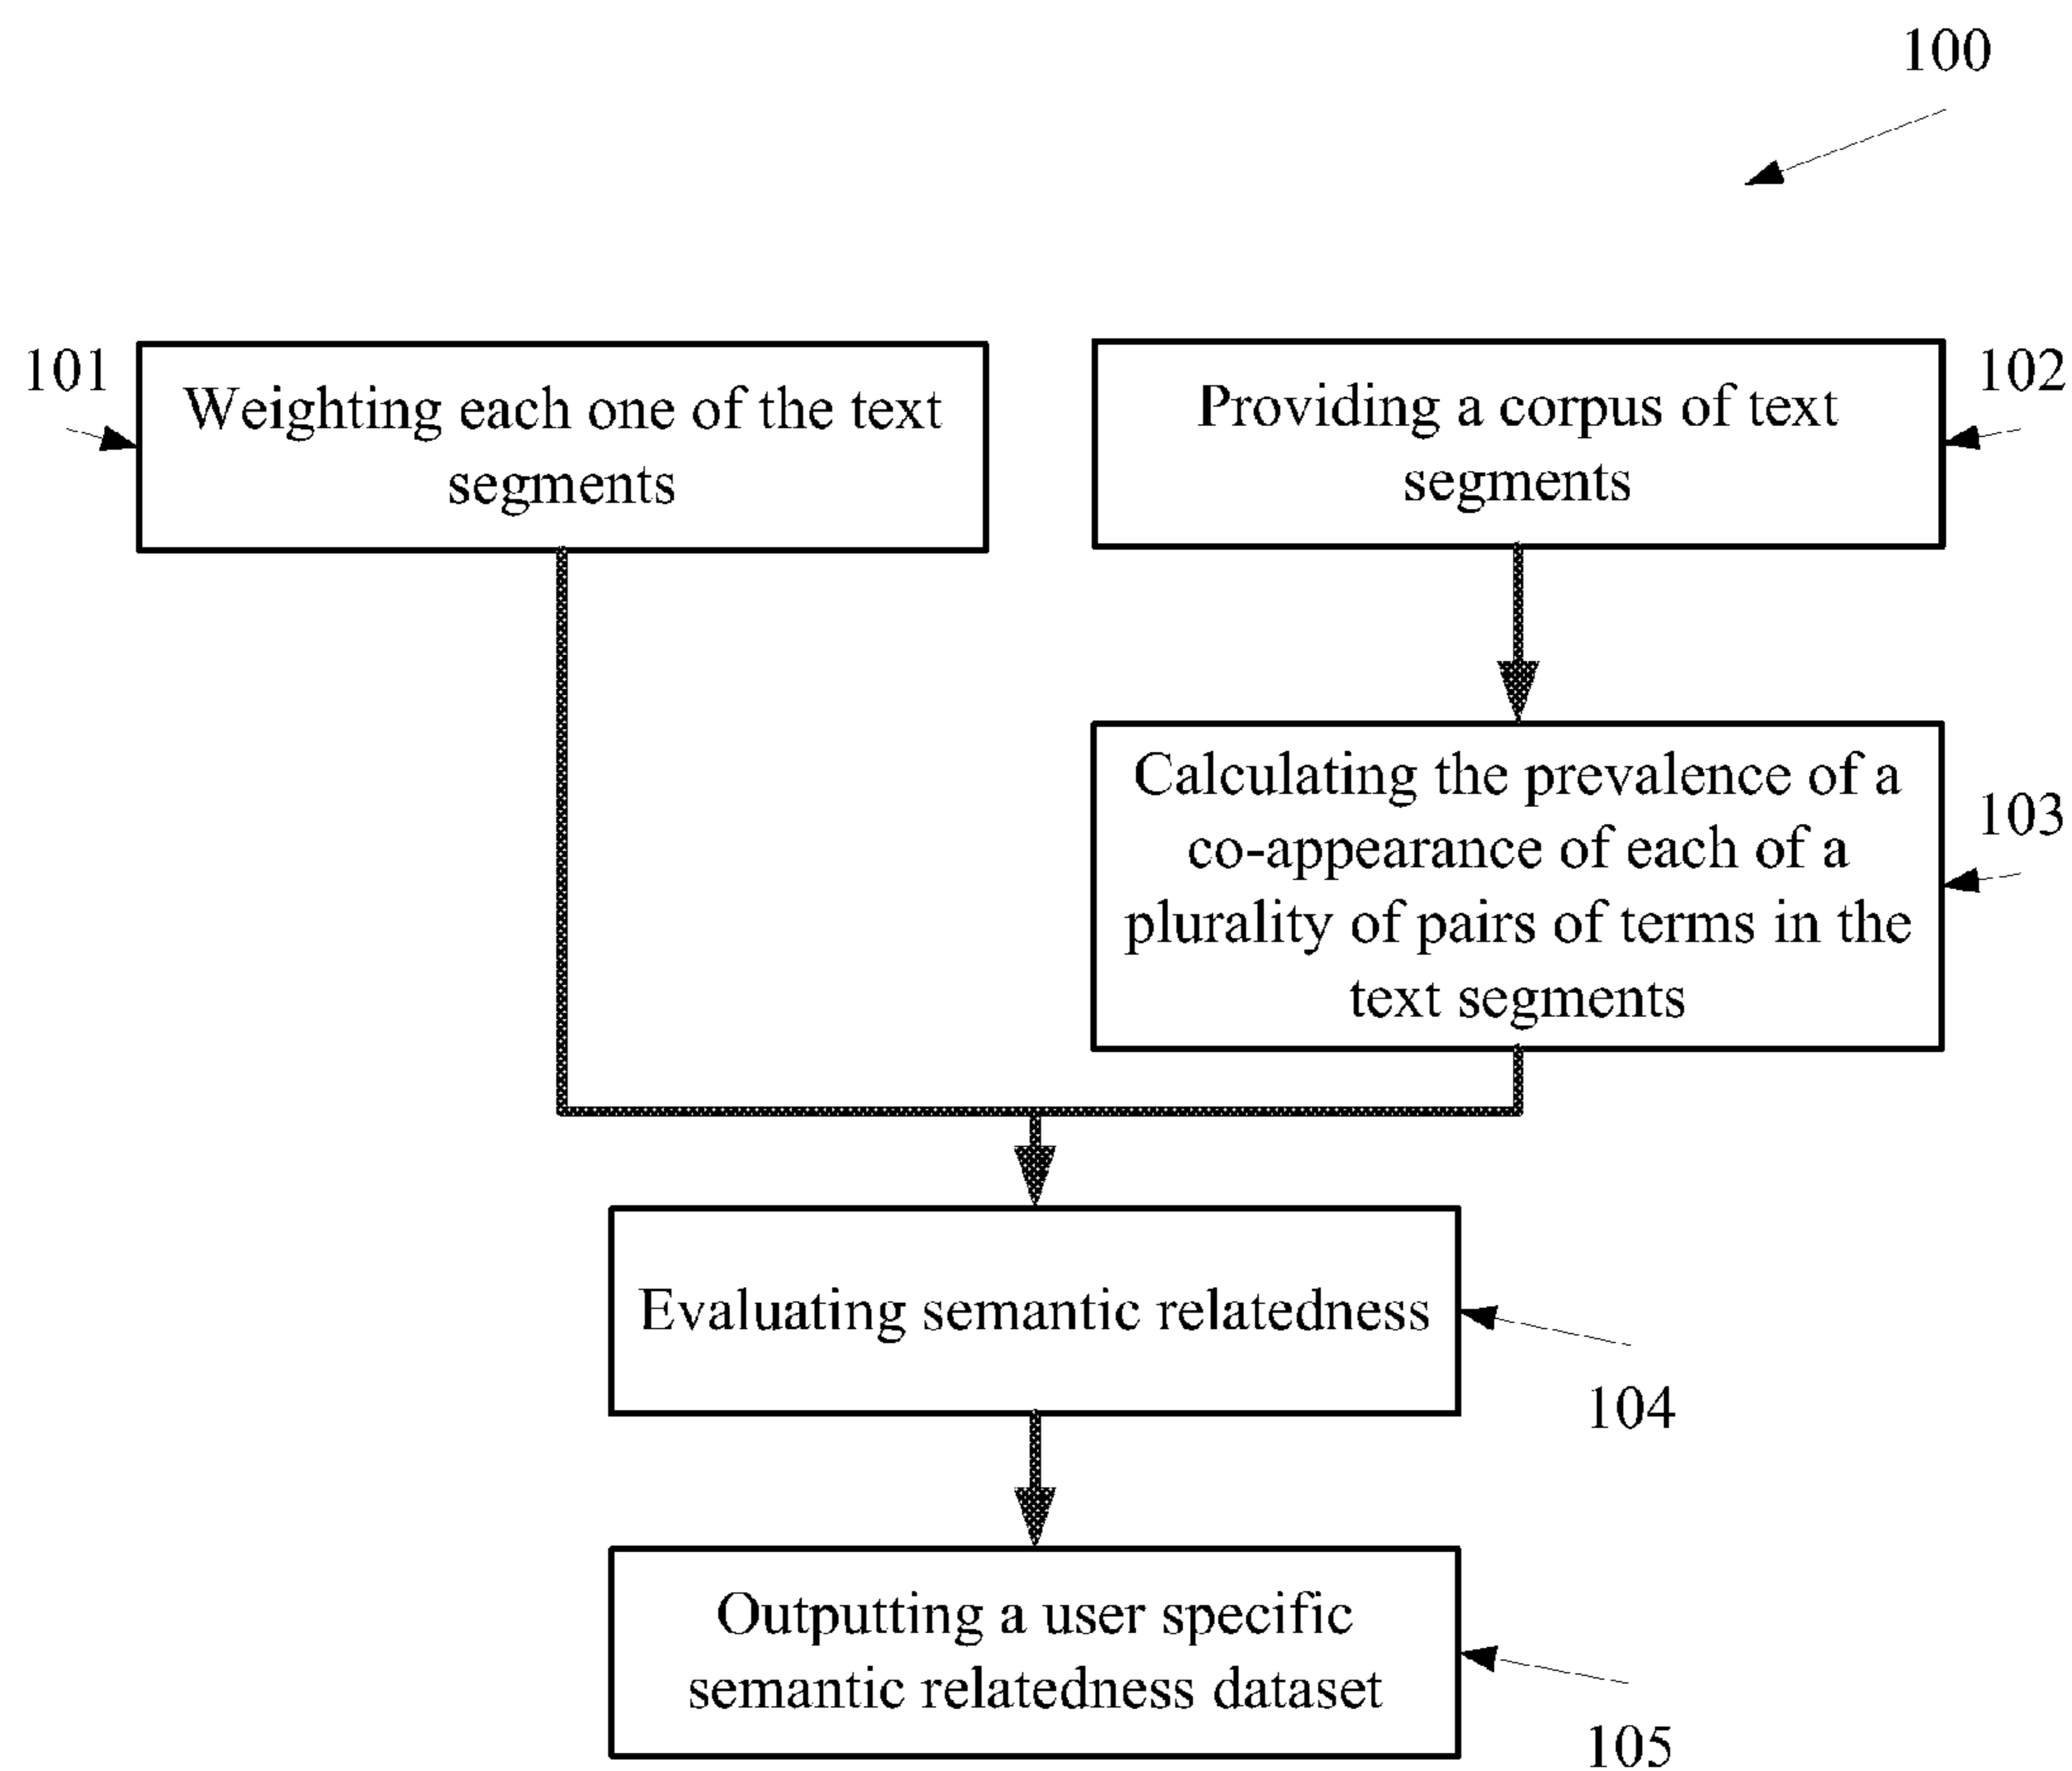 100
101
Weighting each one of the text
segments
Providing a corpus of text
segments
102
Calculating the prevalence of a
co-appearance of each of a
plurality of pairs of terms in the
text segments
103
Evaluating semantic relatedness
104
Outputting a user specific
semantic relatedness dataset
105